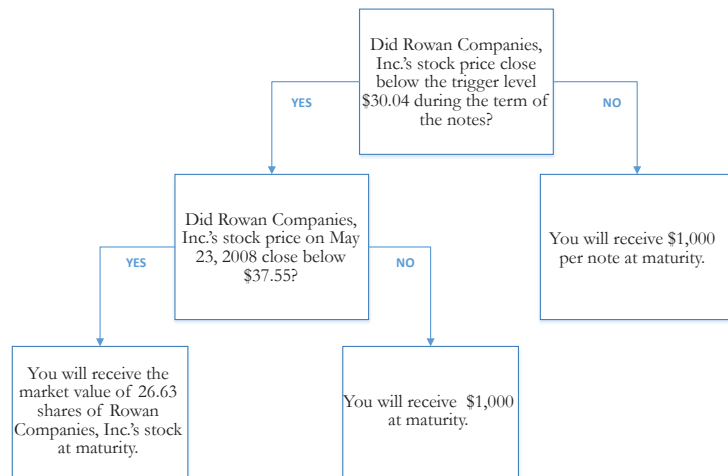 Did Rowan Companies,
Inc.'s stock price close
below the trigger level
$30.04 during the term of
the notes?
YES
NO
Did Rowan Companies,
Inc.'s stock price on May
23, 2008 close below
$37.55?
You will receive $1,000
per note at maturity.
YES
NO
You will receive the
market value of 26.63
shares of Rowan
Companies, Inc.'s stock
at maturity.
You will receive $1,000
at maturity.